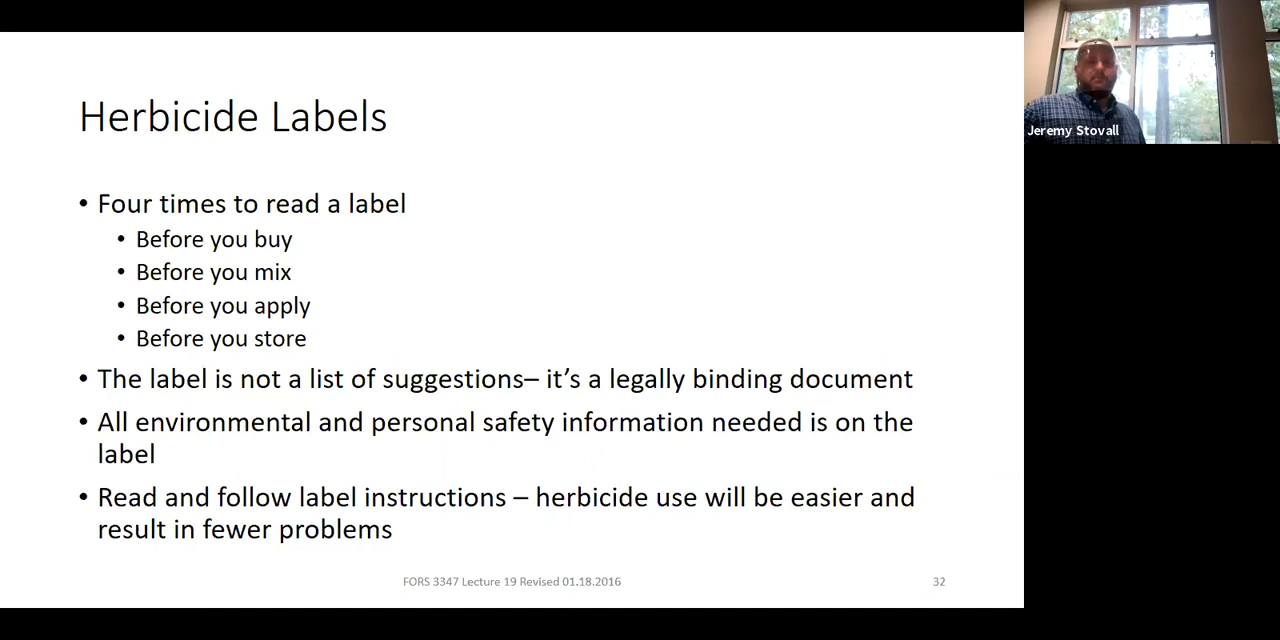 Herbicide Labels
• Four times to read a label
• Before you buy
• Before you mix
• Before you apply
• Before you store
• The label is not a list of suggestions– it’s a legally binding document
• All environmental and personal safety information needed is on the
label
• Read and follow label instructions – herbicide use will be easier and
result in fewer problems
FORS 3347 Lecture 19 Revised 01.18.2016
32
Jeremy Stovall